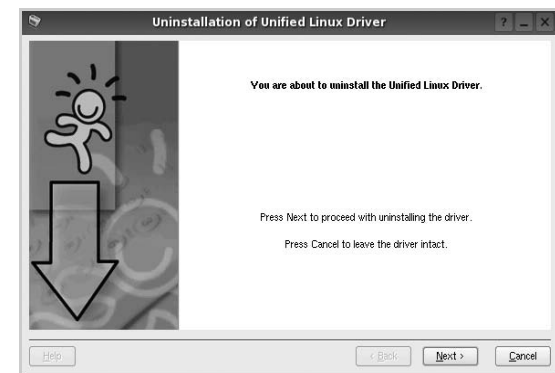 Uninstallation of Unified Linux Driver
You are about to uninstall the Unified Linux Driver.
Press Next to proceed with uninstalling the driver.
Press Cancel to leave the driver intact.
Help
< Back
Next >
Cancel